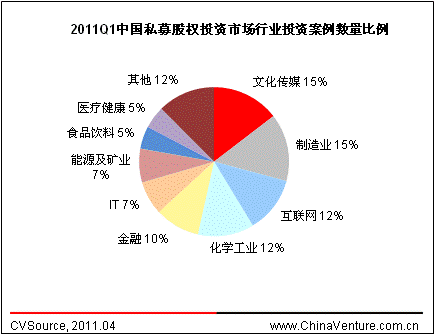 2011Q1中国私募股权投资市场行业投资案例数量比例
其他 12%
文化传媒 15%
医疗健康 5%
食品饮料 5%
制造业 15%
能源及矿业
7%
IT 7%
互联网 12%
金融 10%
化学工业 12%
CVSource, 2011.04
www.ChinaVenture.com.cn